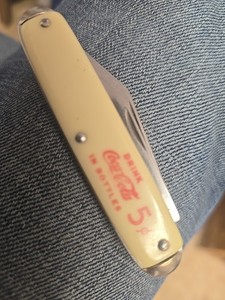 DRINK
Coca-Cola
IN BOTTLES
5¢